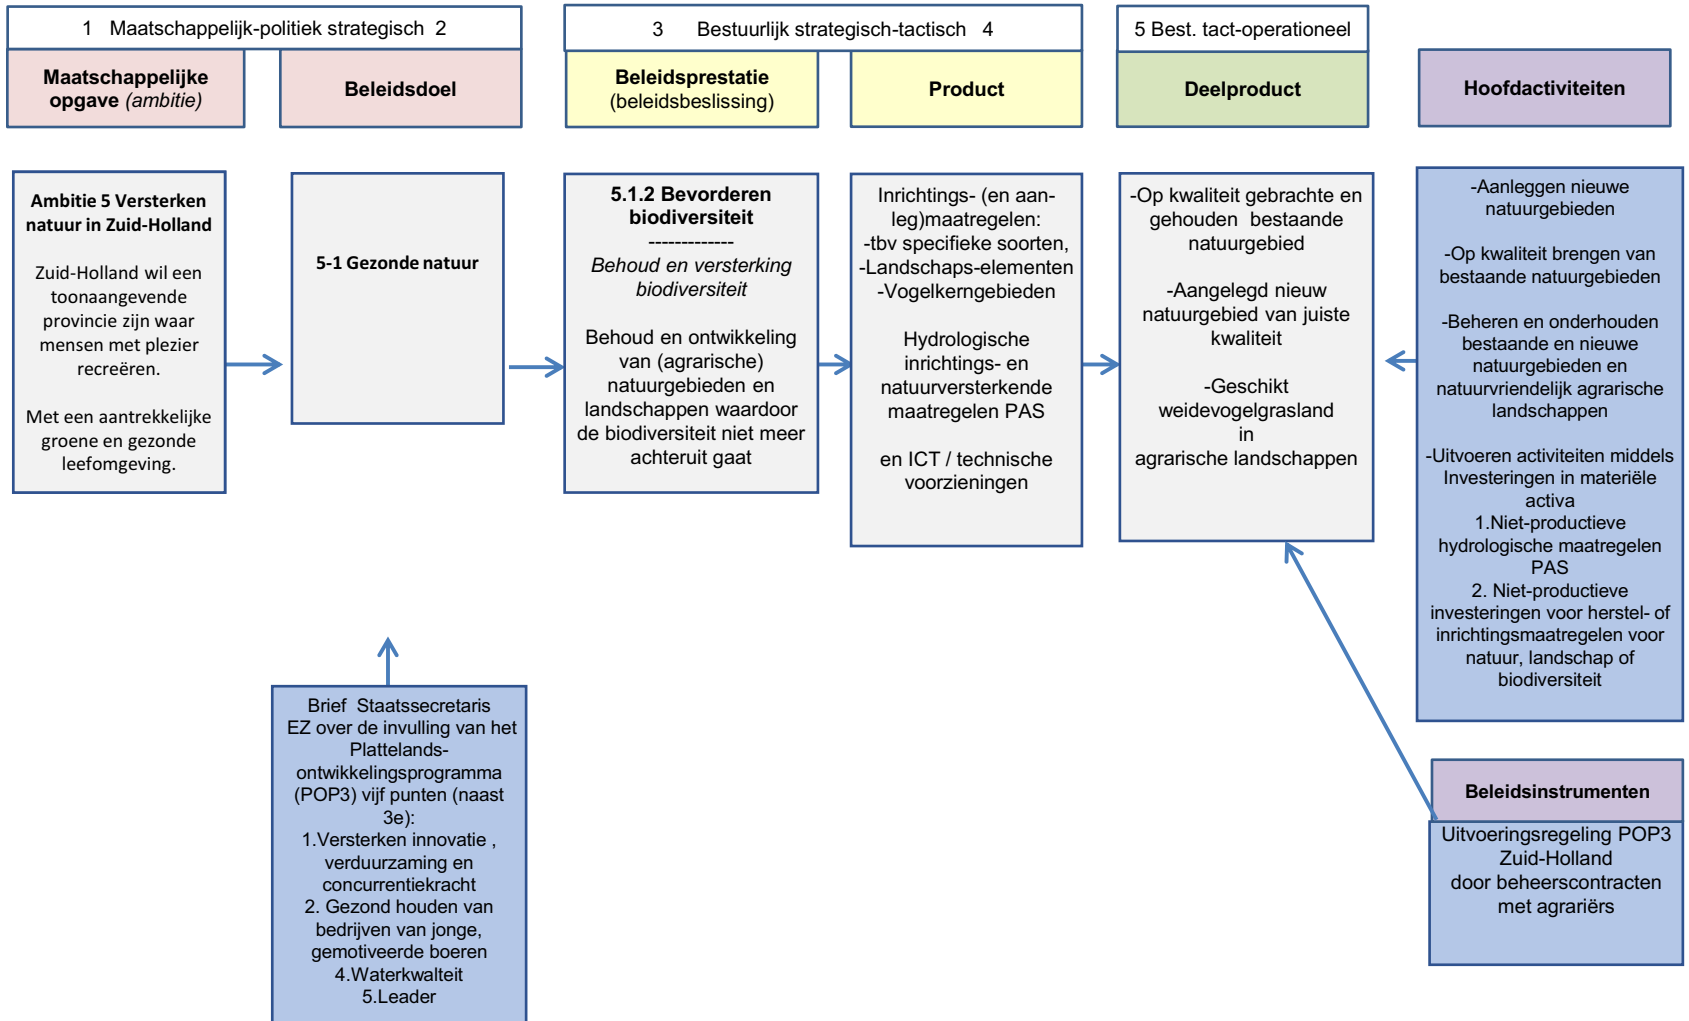 1 Maatschappelijk-politiek strategisch 2
3 Bestuurlijk strategisch-tactisch 4
5 Best. tact-operationeel
Maatschappelijke
opgave (ambitie)
Beleidsdoel
Beleidsprestatie
(beleidsbeslissing)
Product
Deelproduct
Hoofdactiviteiten
Ambitie 5 Versterken
natuur in Zuid-Holland
Zuid-Holland wil een
toonaangevende
provincie zijn waar
mensen met plezier
recreëren.
Met een aantrekkelijke
groene en gezonde
leefomgeving.
5-1 Gezonde natuur
5.1.2 Bevorderen
biodiversiteit
-------------
Behoud en versterking
biodiversiteit
Behoud en ontwikkeling
van (agrarische)
natuurgebieden en
landschappen waardoor
de biodiversiteit niet meer
achteruit gaat
Inrichtings- (en aan-
leg)maatregelen:
-tbv specifieke soorten,
-Landschaps-elementen
-Vogelkerngebieden
Hydrologische
inrichtings- en
natuurversterkende
maatregelen PAS
en ICT / technische
voorzieningen
-Op kwaliteit gebrachte en
gehouden bestaande
natuurgebied
-Aangelegd nieuw
natuurgebied van juiste
kwaliteit
-Geschikt
weidevogelgrasland
in
agrarische landschappen
-Aanleggen nieuwe
natuurgebieden
-Op kwaliteit brengen van
bestaande natuurgebieden
-Beheren en onderhouden
bestaande en nieuwe
natuurgebieden en
natuurvriendelijk agrarische
landschappen
-Uitvoeren activiteiten middels
Investeringen in materiële
activa
1.Niet-productieve
hydrologische maatregelen
PAS
2. Niet-productieve
investeringen voor herstel- of
inrichtingsmaatregelen voor
natuur, landschap of
biodiversiteit
Brief Staatssecretaris
EZ over de invulling van het
Plattelands-
ontwikkelingsprogramma
(POP3) vijf punten (naast
3e):
1.Versterken innovatie ,
verduurzaming en
concurrentiekracht
2. Gezond houden van
bedrijven van jonge,
gemotiveerde boeren
4.Waterkwalteit
5.Leader
Beleidsinstrumenten
Uitvoeringsregeling POP3
Zuid-Holland
door beheerscontracten
met agrariërs